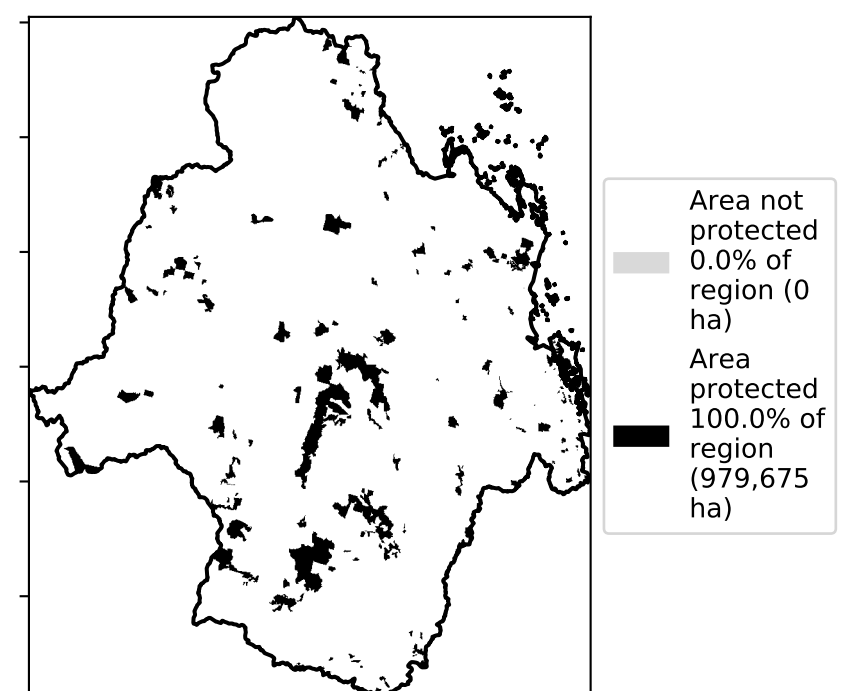 Area not
protected
0.0% of
region (0
ha)
Area
protected
100.0% of
region
(979,675
ha)